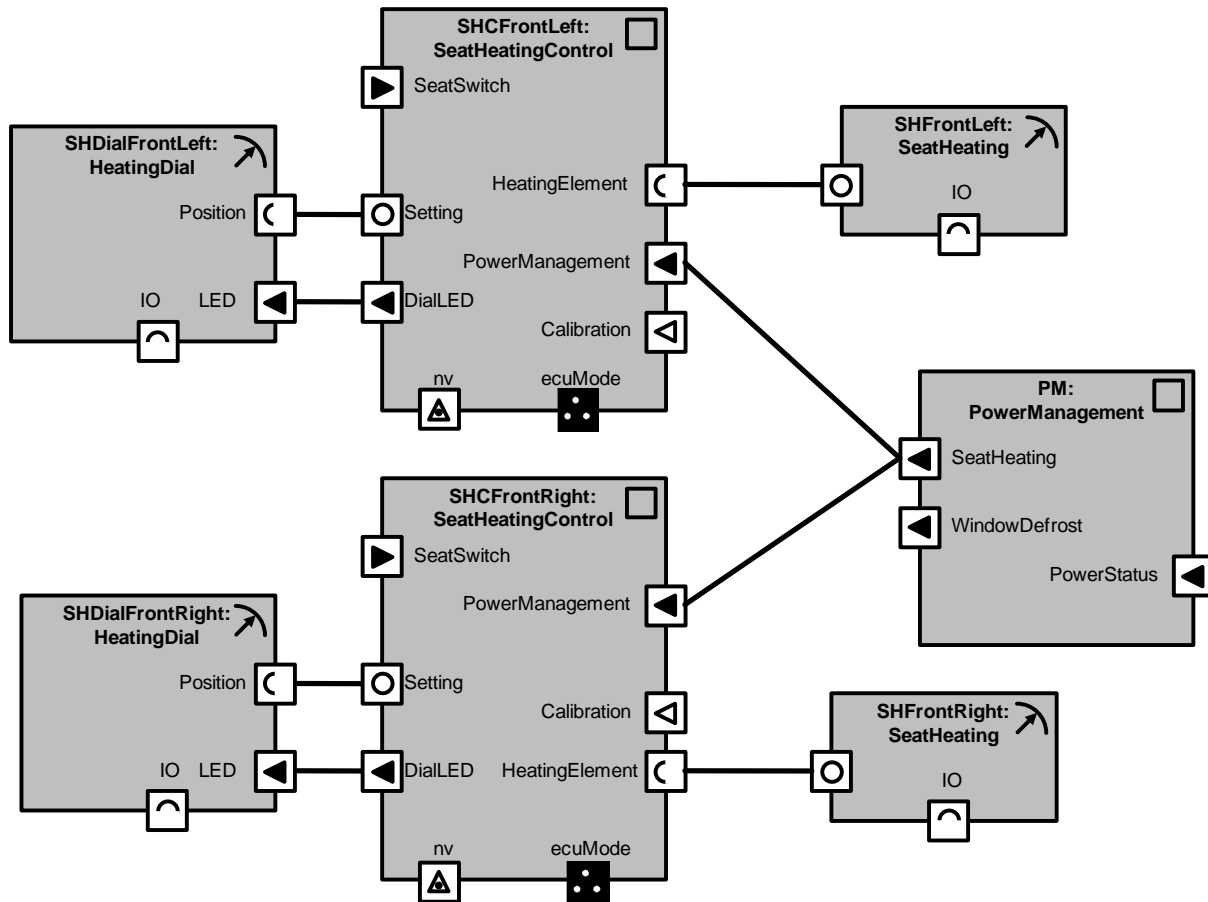 SHCFrontLeft:
SeatHeatingControl
SeatSwitch
HeatingElement
Setting
PowerManagement
DialLED
Calibration
nv
ecuMode
SHDialFrontLeft:
HeatingDial
Position
IO
LED
SHFrontLeft:
SeatHeating
IO
PM:
PowerManagement
SeatHeating
WindowDefrost
PowerStatus
SHCFrontRight:
SeatHeatingControl
SeatSwitch
PowerManagement
Setting
Calibration
DialLED
HeatingElement
nv
ecuMode
SHDialFrontRight:
HeatingDial
Position
IO
LED
SHFrontRight:
SeatHeating
IO